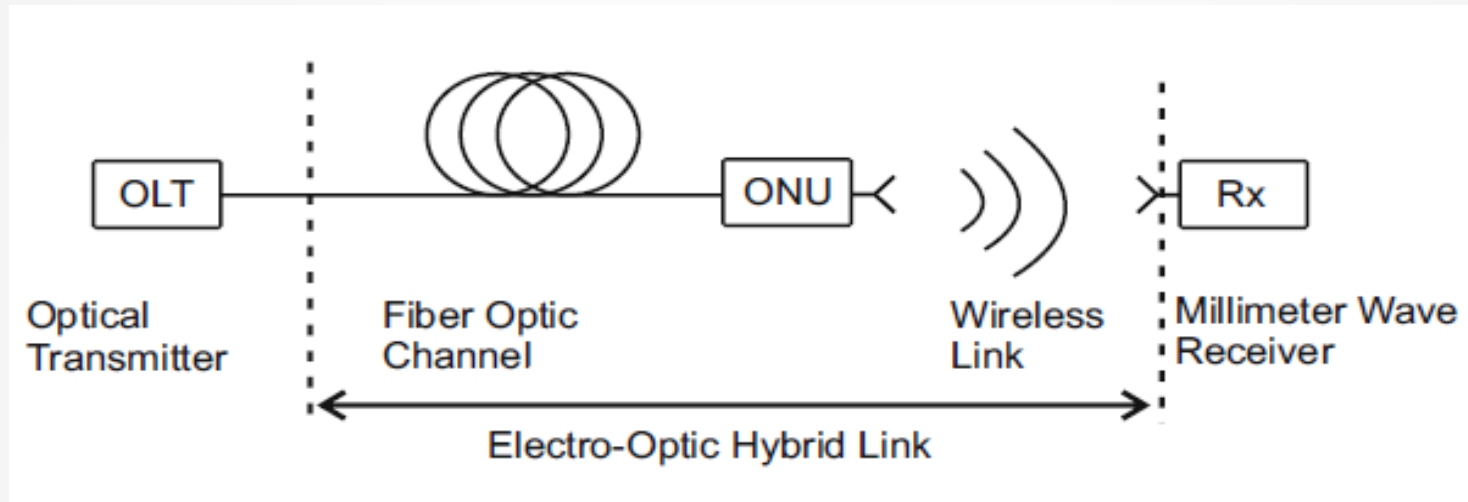 OLT
ONU
Rx
Optical
Transmitter
Fiber Optic
Channel
Wireless
Link
Millimeter Wave
Receiver
Electro-Optic Hybrid Link